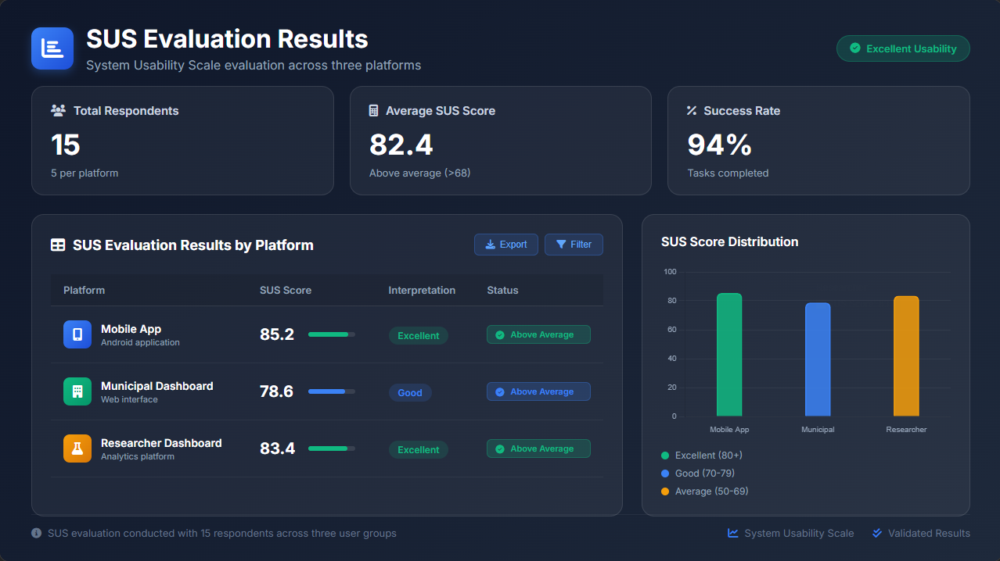 SUS Evaluation Results
System Usability Scale evaluation across three platforms
Excellent Usability
Total Respondents
15
5 per platform
Average SUS Score
82.4
Above average (>68)
Success Rate
94%
Tasks completed
SUS Evaluation Results by Platform
Export
Filter
Platform SUS Score Interpretation Status
Mobile App
Android application
85.2
Excellent
Above Average
Municipal Dashboard
Web interface
78.6
Good
Above Average
Researcher Dashboard
Analytics platform
83.4
Excellent
Above Average
SUS Score Distribution
100
80
60
40
20
0
Mobile App Municipal Researcher
Excellent (80+)
Good (70-79)
Average (50-69)
SUS evaluation conducted with 15 respondents across three user groups
System Usability Scale
Validated Results